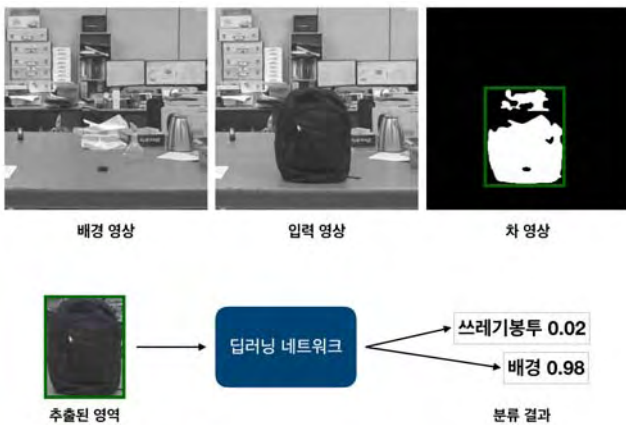 배경 영상
입력 영상
차 영상
딥러닝 네트워크
쓰레기봉투 0.02
배경 0.98
추출된 영역
분류 결과